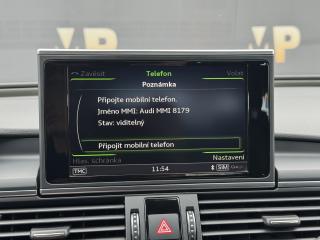 Zavěsit
Telefon
Volat
Poznámka
Připojte mobilní telefon.
Jméno MMI: Audi MMI 8179
Stav: viditelný
Připojit mobilní telefon
Hlas. schránka
Nastavení
TMC
11:54
SIM